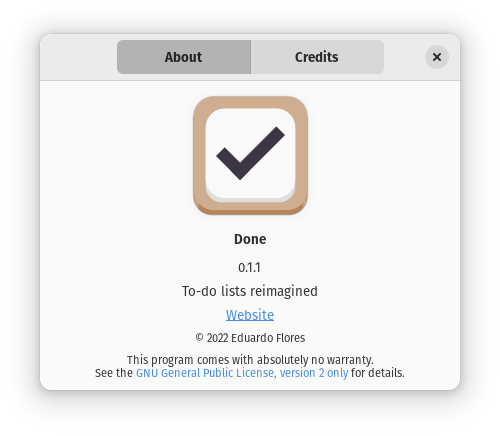 About Credits
Done
0.1.1
To-do lists reimagined
Website
© 2022 Eduardo Flores
This program comes with absolutely no warranty.
See the GNU General Public License, version 2 only for details.